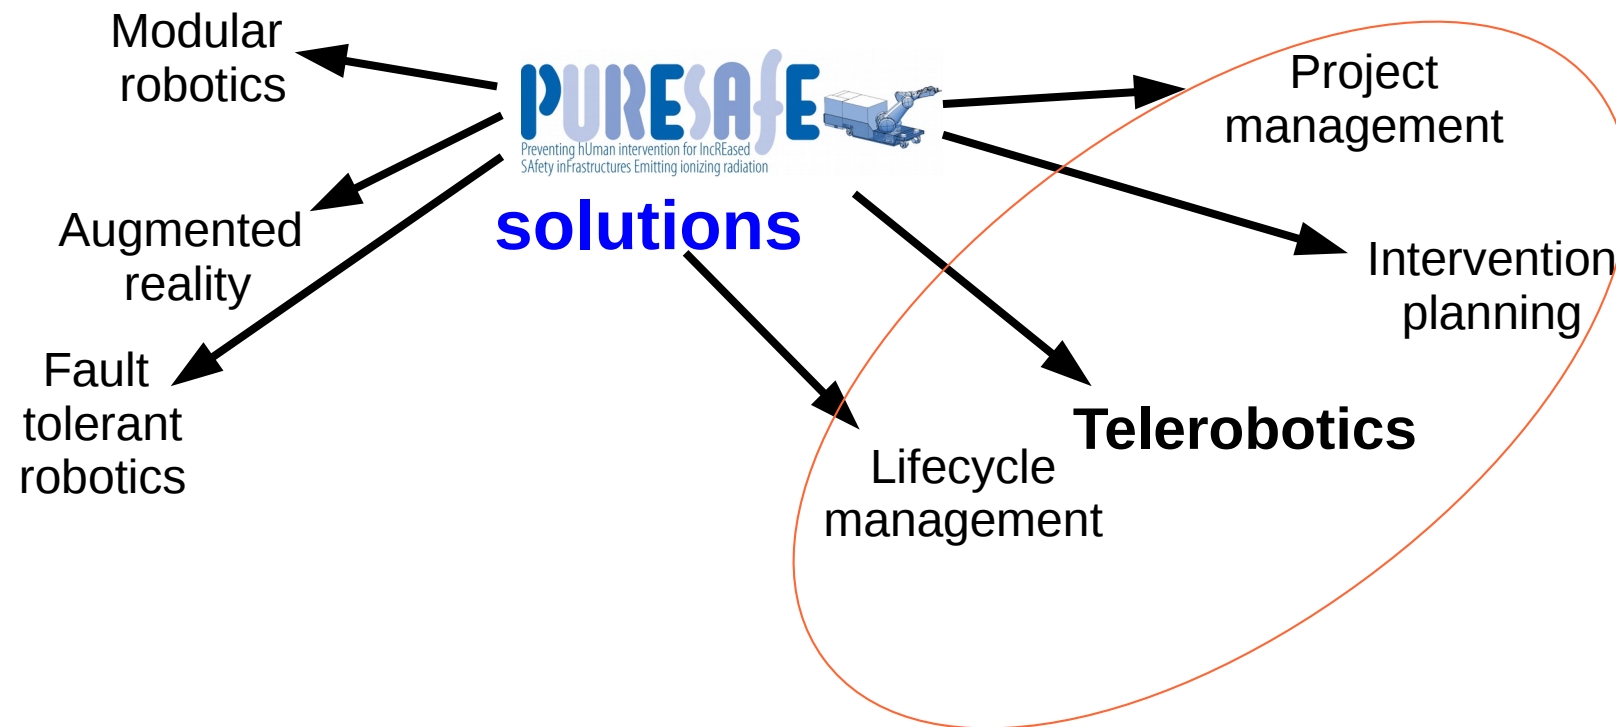 Modular
robotics
PURESAfE
Preventing hUman intervention for IncREased
SAfety inFrastructures Emitting ionizing radiation
solutions
Project
management
Augmented
reality
Intervention
planning
Fault
tolerant
robotics
Telerobotics
Lifecycle
management